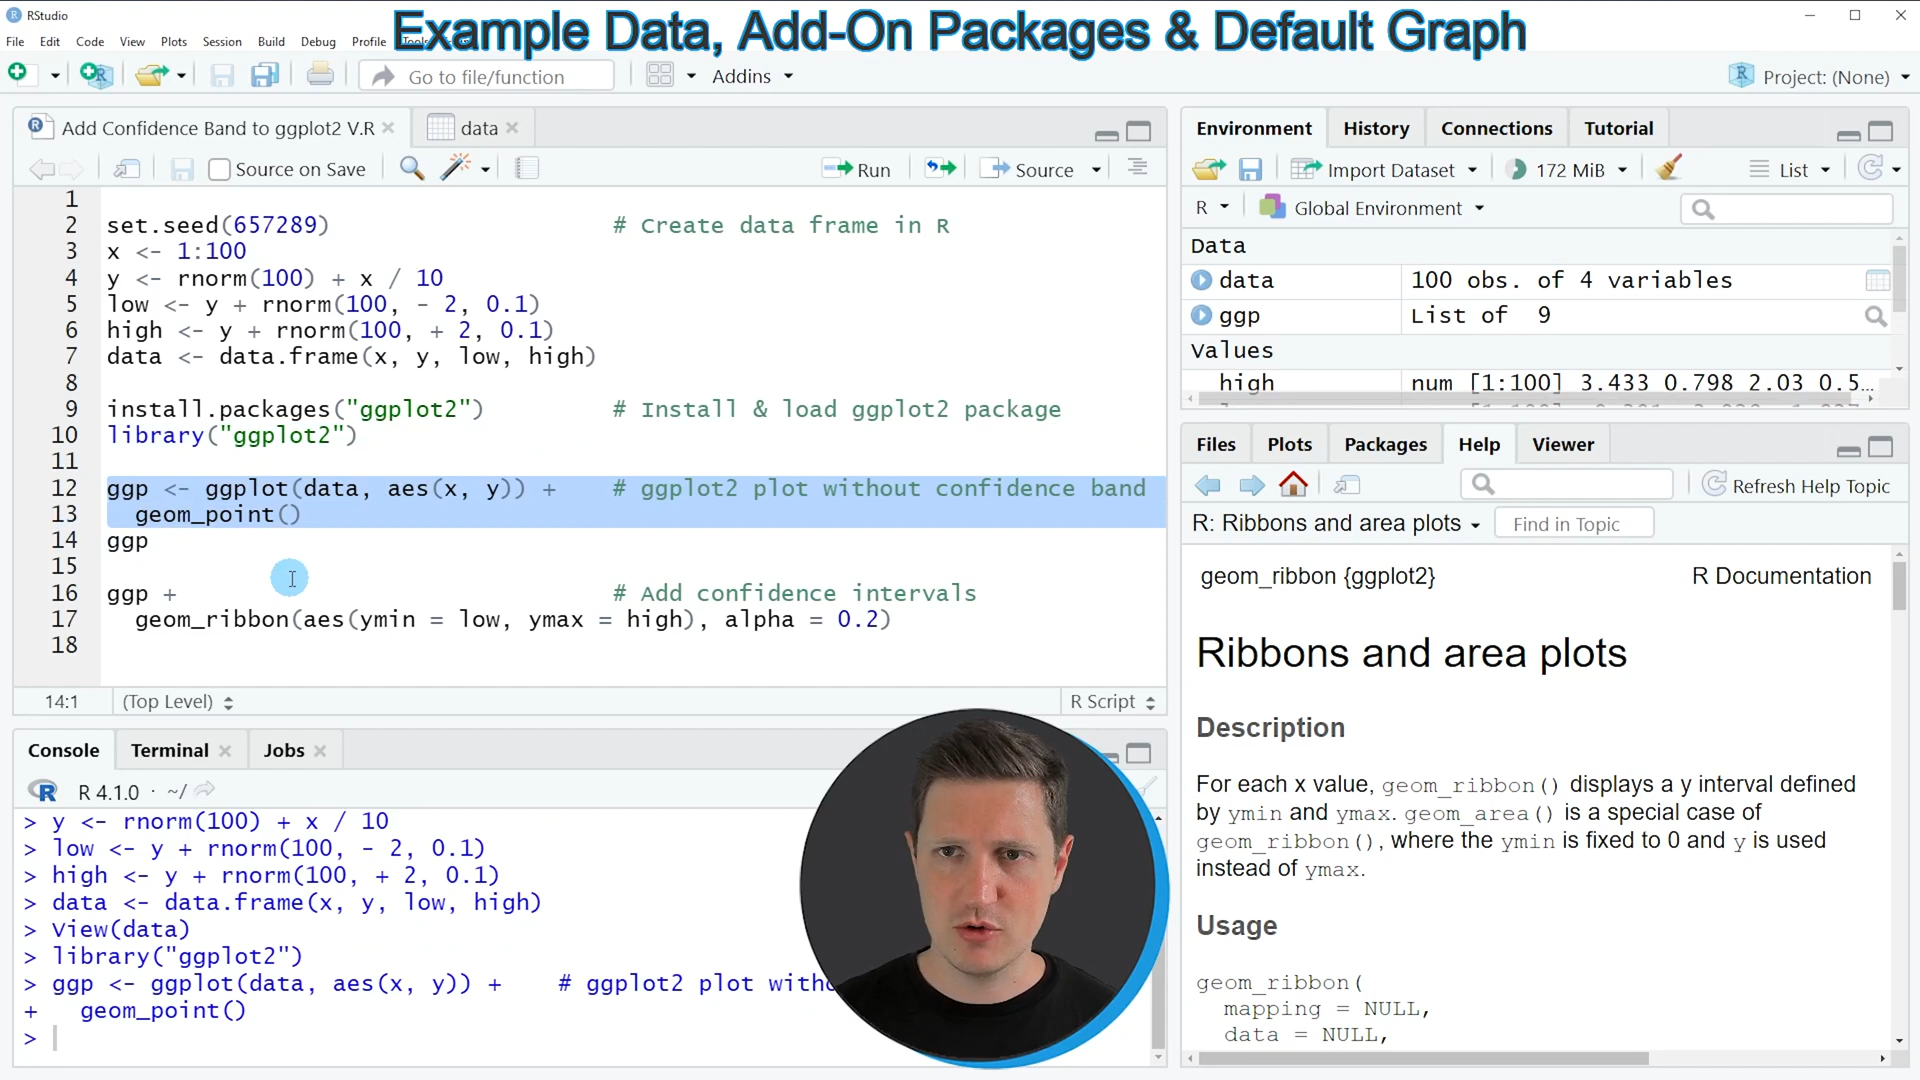 RStudio
Example Data, Add-On Packages & Default Graph
File Edit Code View Plots Session Build Debug Profile
Go to file/function
Addins
Project: (None)
Add Confidence Band to ggplot2 V.R
data
Source on Save
Run
Source
1
2 set.seed(657289) # Create data frame in R
3 x <- 1:100
4 y <- rnorm(100) + x / 10
5 low <- y + rnorm(100, - 2, 0.1)
6 high <- y + rnorm(100, + 2, 0.1)
7 data <- data.frame(x, y, low, high)
8
9 install.packages("ggplot2") # Install & load ggplot2 package
10 library("ggplot2")
11
12 ggp <- ggplot(data, aes(x, y)) + # ggplot2 plot without confidence band
13 geom_point()
14 ggp
15
16 ggp + # Add confidence intervals
17 geom_ribbon(aes(ymin = low, ymax = high), alpha = 0.2)
18
14:1 (Top Level) R Script
Console Terminal Jobs
R 4.1.0 · ~/
> y <- rnorm(100) + x / 10
> low <- y + rnorm(100, - 2, 0.1)
> high <- y + rnorm(100, + 2, 0.1)
> data <- data.frame(x, y, low, high)
> View(data)
> library("ggplot2")
> ggp <- ggplot(data, aes(x, y)) + # ggplot2 plot
+ geom_point()
>
Environment History Connections Tutorial
Import Dataset 172 MiB List
R Global Environment
Data
data 100 obs. of 4 variables
ggp List of 9
Values
high num [1:100] 3.433 0.798 2.03 0.5...
Files Plots Packages Help Viewer
Refresh Help Topic
R: Ribbons and area plots Find in Topic
geom_ribbon {ggplot2} R Documentation
Ribbons and area plots
Description
For each x value, geom_ribbon() displays a y interval defined
by ymin and ymax. geom_area() is a special case of
geom_ribbon(), where the ymin is fixed to 0 and y is used
instead of ymax.
Usage
geom_ribbon(
mapping = NULL,
data = NULL,